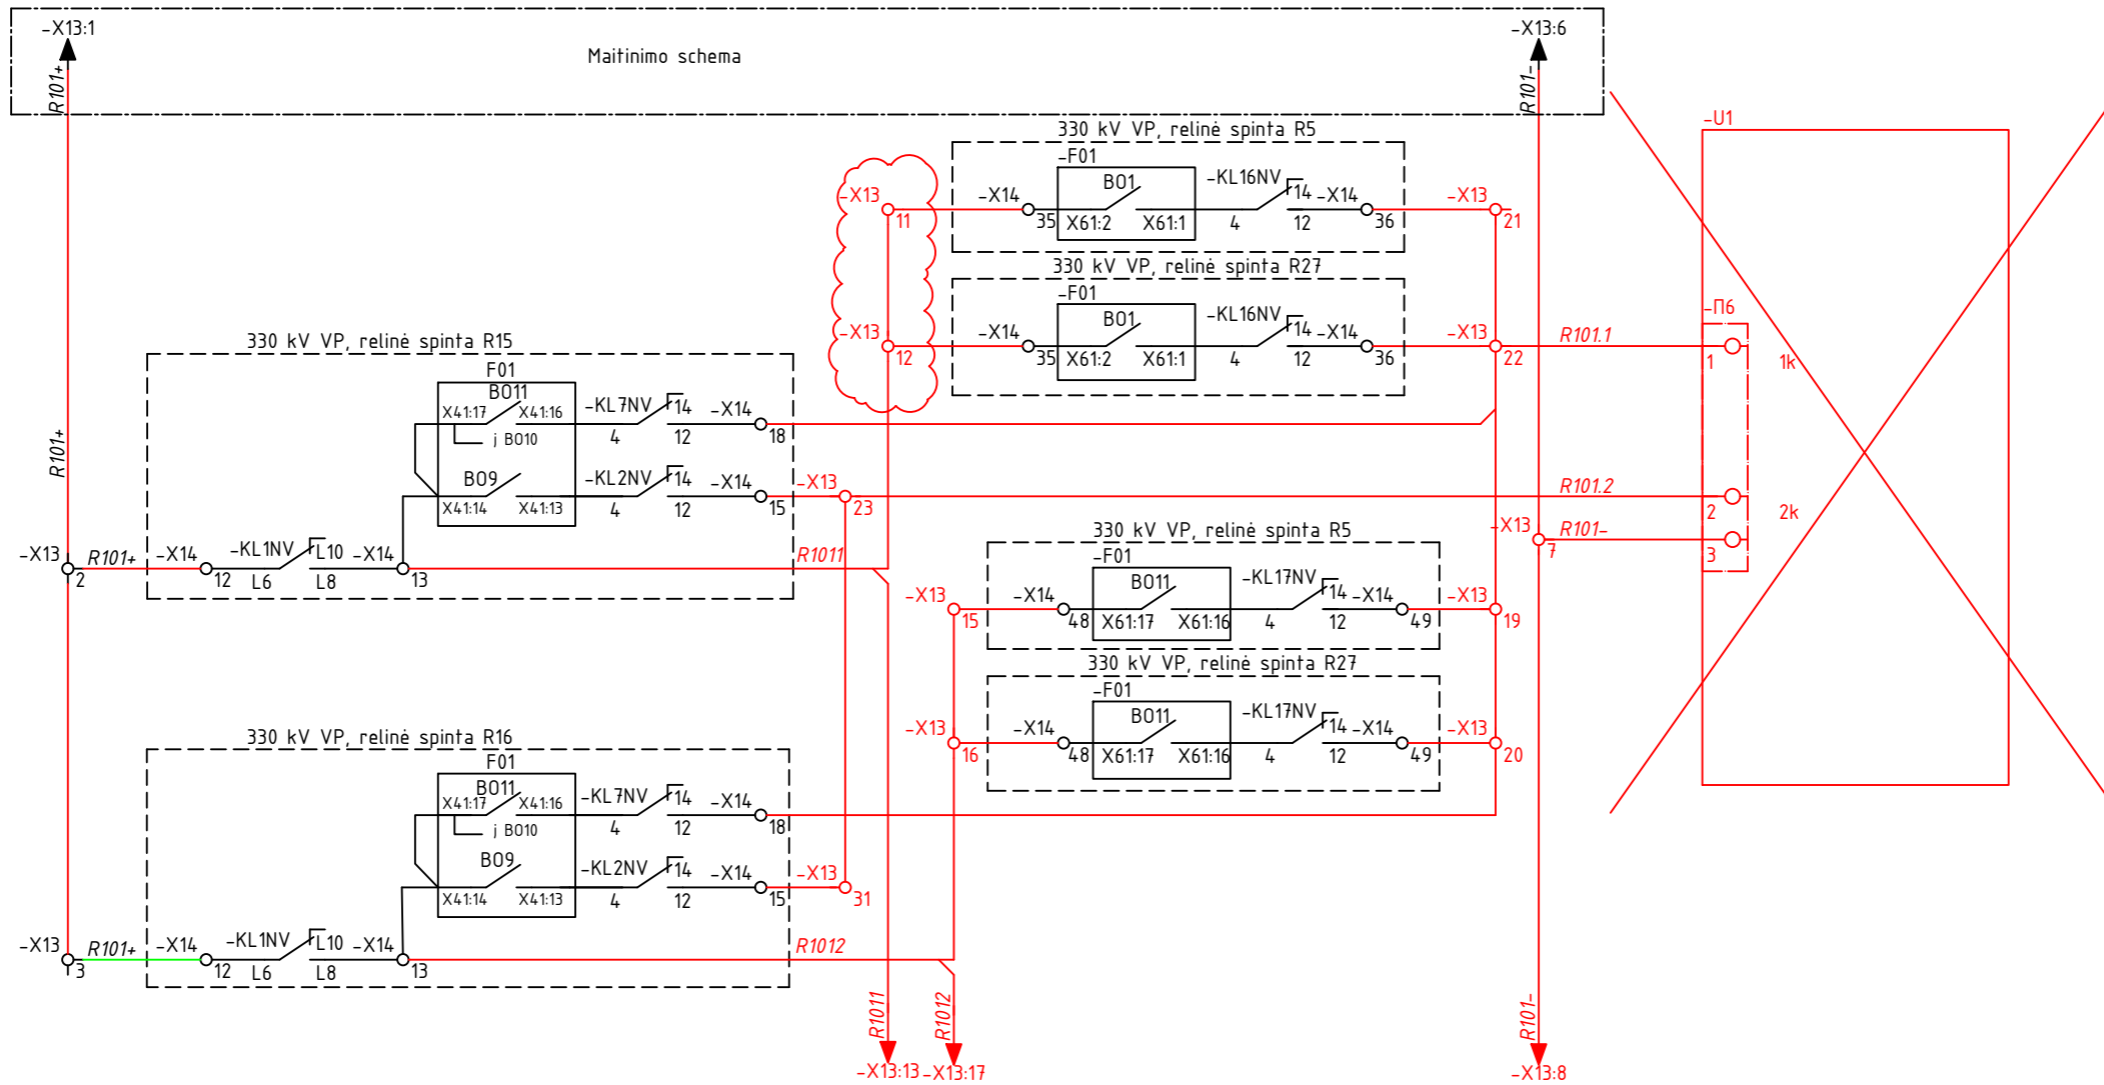 -X13:1
-X13:6
Maitinimo schema
R101+
R101-
330 kV VP, relinė spinta R5
-F01
-X13
-X14
BO1
-KL16NV
14
-X14
-X13
11
35
X61:2
X61:1
4
12
36
21
330 kV VP, relinė spinta R27
-F01
-X13
-X14
BO1
-KL16NV
14
-X14
-X13
R101.1
12
35
X61:2
X61:1
4
12
36
22
-U1
-П6
1
1k
330 kV VP, relinė spinta R15
F01
BO11
X41:17
X41:16
-KL7NV
14
-X14
j BO10
4
12
18
R101+
BO9
-KL2NV
14
-X14
-X13
R101.2
X41:14
X41:13
4
12
15
23
2
2k
-X13
R101-
7
3
-X13
R101+
-X14
-KL1NV
L10
-X14
R1011
2
12
L6
L8
13
330 kV VP, relinė spinta R5
-F01
-X13
-X14
BO11
-KL17NV
14
-X14
-X13
15
48
X61:17
X61:16
4
12
49
19
330 kV VP, relinė spinta R27
-F01
-X13
-X14
BO11
-KL17NV
14
-X14
-X13
16
48
X61:17
X61:16
4
12
49
20
330 kV VP, relinė spinta R16
F01
BO11
X41:17
X41:16
-KL7NV
14
-X14
j BO10
4
12
18
BO9
-KL2NV
14
-X14
-X13
X41:14
X41:13
4
12
15
31
-X13
R101+
-X14
-KL1NV
L10
-X14
R1012
3
12
L6
L8
13
R1011
R1012
R101-
-X13:13
-X13:17
-X13:8